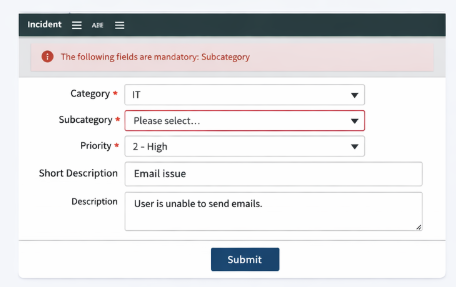 Incident
The following fields are mandatory: Subcategory
Category * IT
Subcategory * Please select...
Priority * 2 - High
Short Description Email issue
Description User is unable to send emails.
Submit